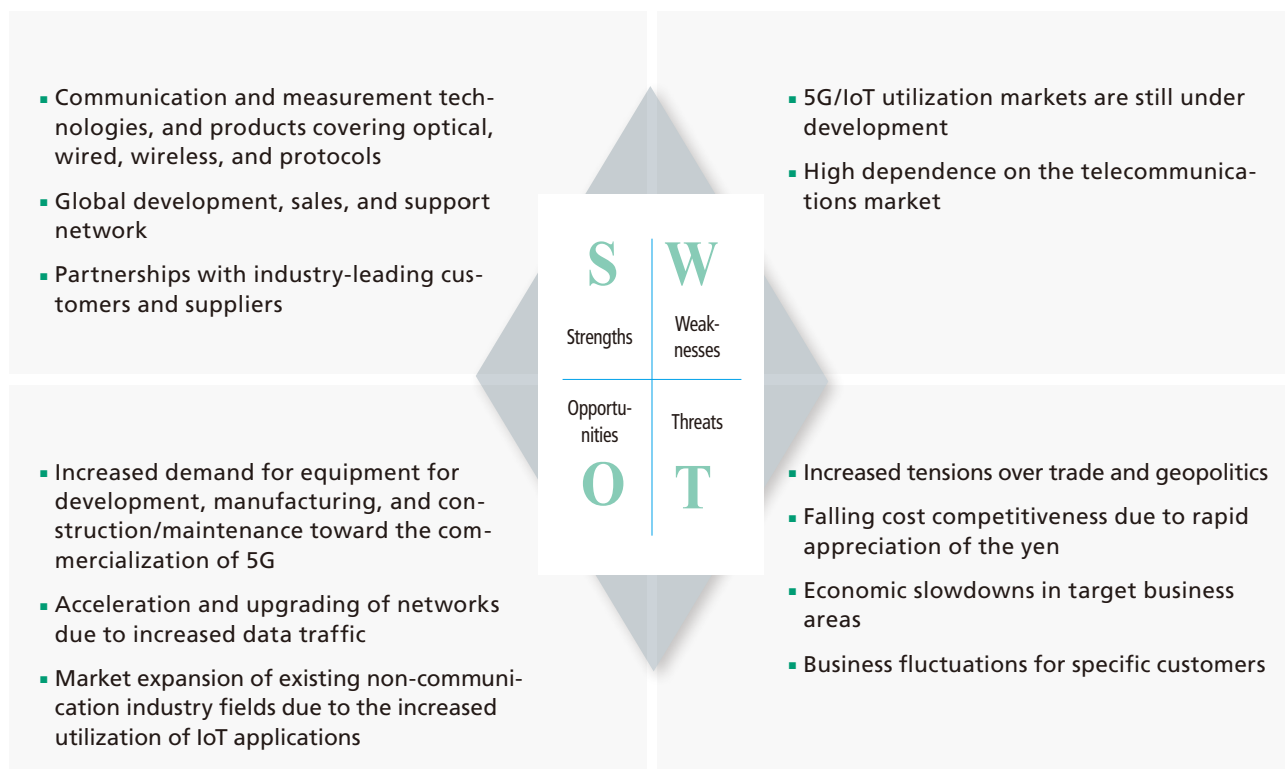 ▪ Communication and measurement tech-
nologies, and products covering optical,
wired, wireless, and protocols
▪ Global development, sales, and support
network
▪ Partnerships with industry-leading cus-
tomers and suppliers
▪ 5G/IoT utilization markets are still under
development
▪ High dependence on the telecommunica-
tions market
S
W
Strengths
Weak-
nesses
Opportu-
nities
Threats
O
T
▪ Increased demand for equipment for
development, manufacturing, and con-
struction/maintenance toward the com-
mercialization of 5G
▪ Acceleration and upgrading of networks
due to increased data traffic
▪ Market expansion of existing non-communi-
cation industry fields due to the increased
utilization of IoT applications
▪ Increased tensions over trade and geopolitics
▪ Falling cost competitiveness due to rapid
appreciation of the yen
▪ Economic slowdowns in target business
areas
▪ Business fluctuations for specific customers